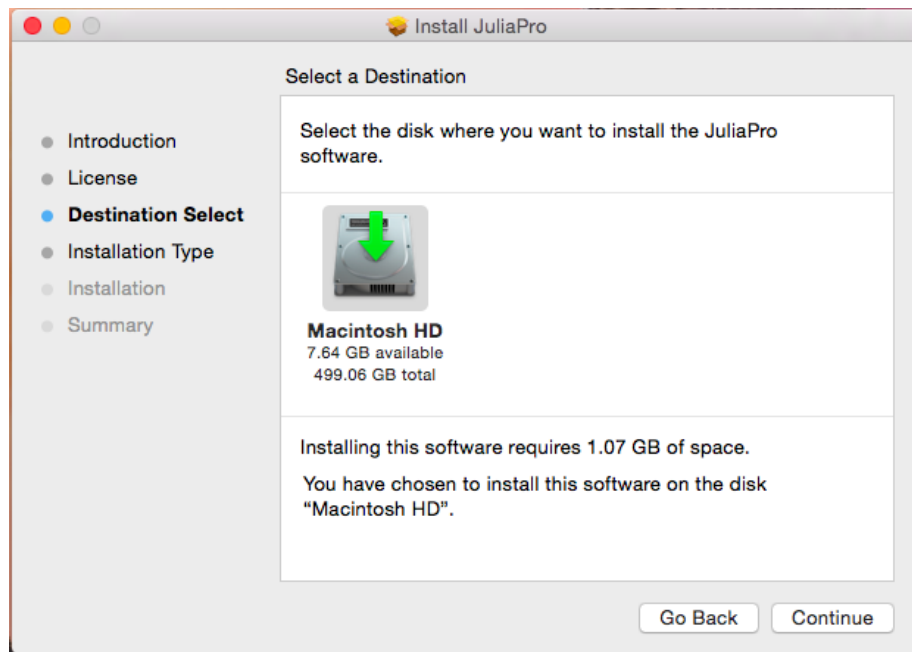 Install JuliaPro
Select a Destination
Introduction
License
Destination Select
Installation Type
Installation
Summary
Select the disk where you want to install the JuliaPro
software.
Macintosh HD
7.64 GB available
499.06 GB total
Installing this software requires 1.07 GB of space.
You have chosen to install this software on the disk
“Macintosh HD”.
Go Back
Continue